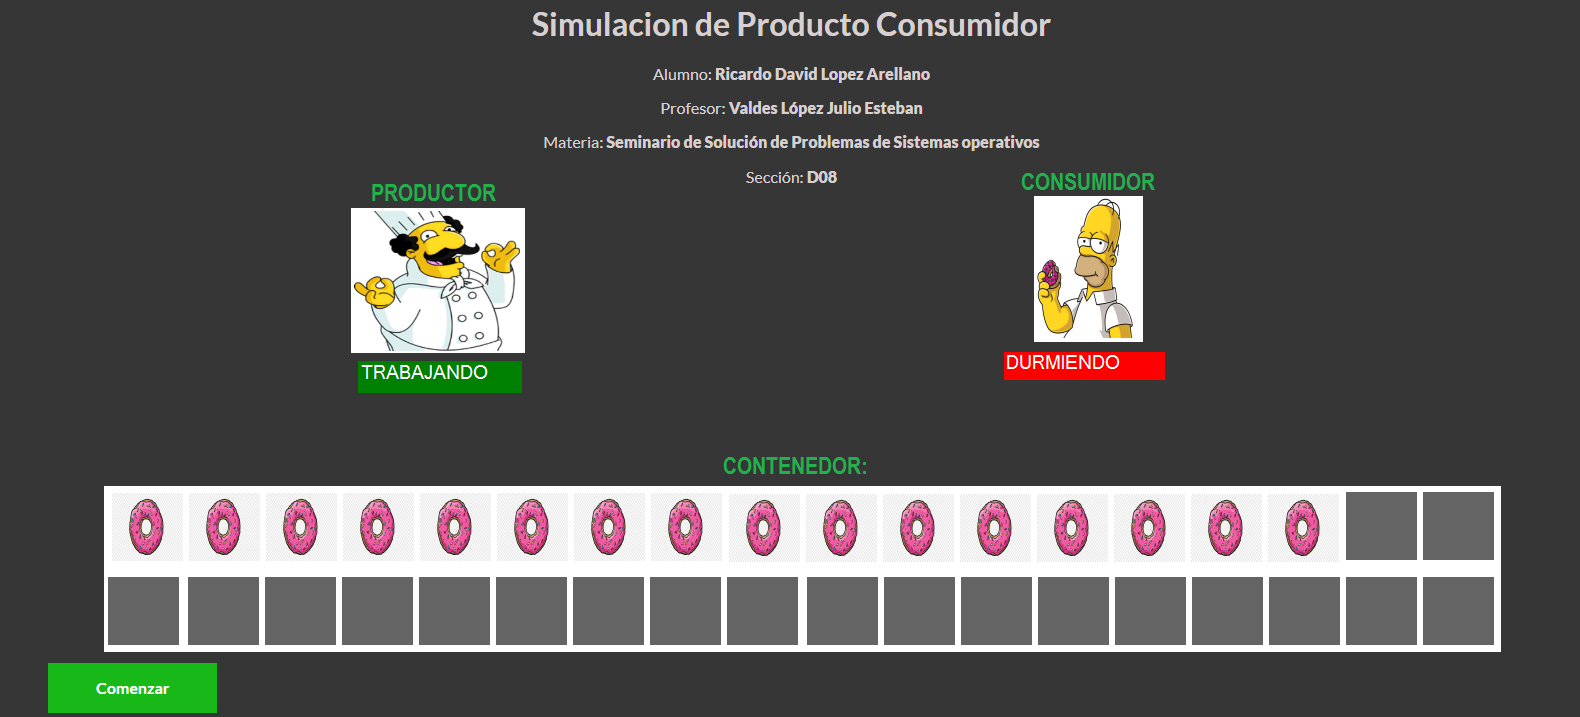 Simulacion de Producto Consumidor
Alumno: Ricardo David Lopez Arellano
Profesor: Valdes López Julio Esteban
Materia: Seminario de Solución de Problemas de Sistemas operativos
Sección: D08
PRODUCTOR
CONSUMIDOR
TRABAJANDO
DURMIENDO
CONTENEDOR:
Comenzar